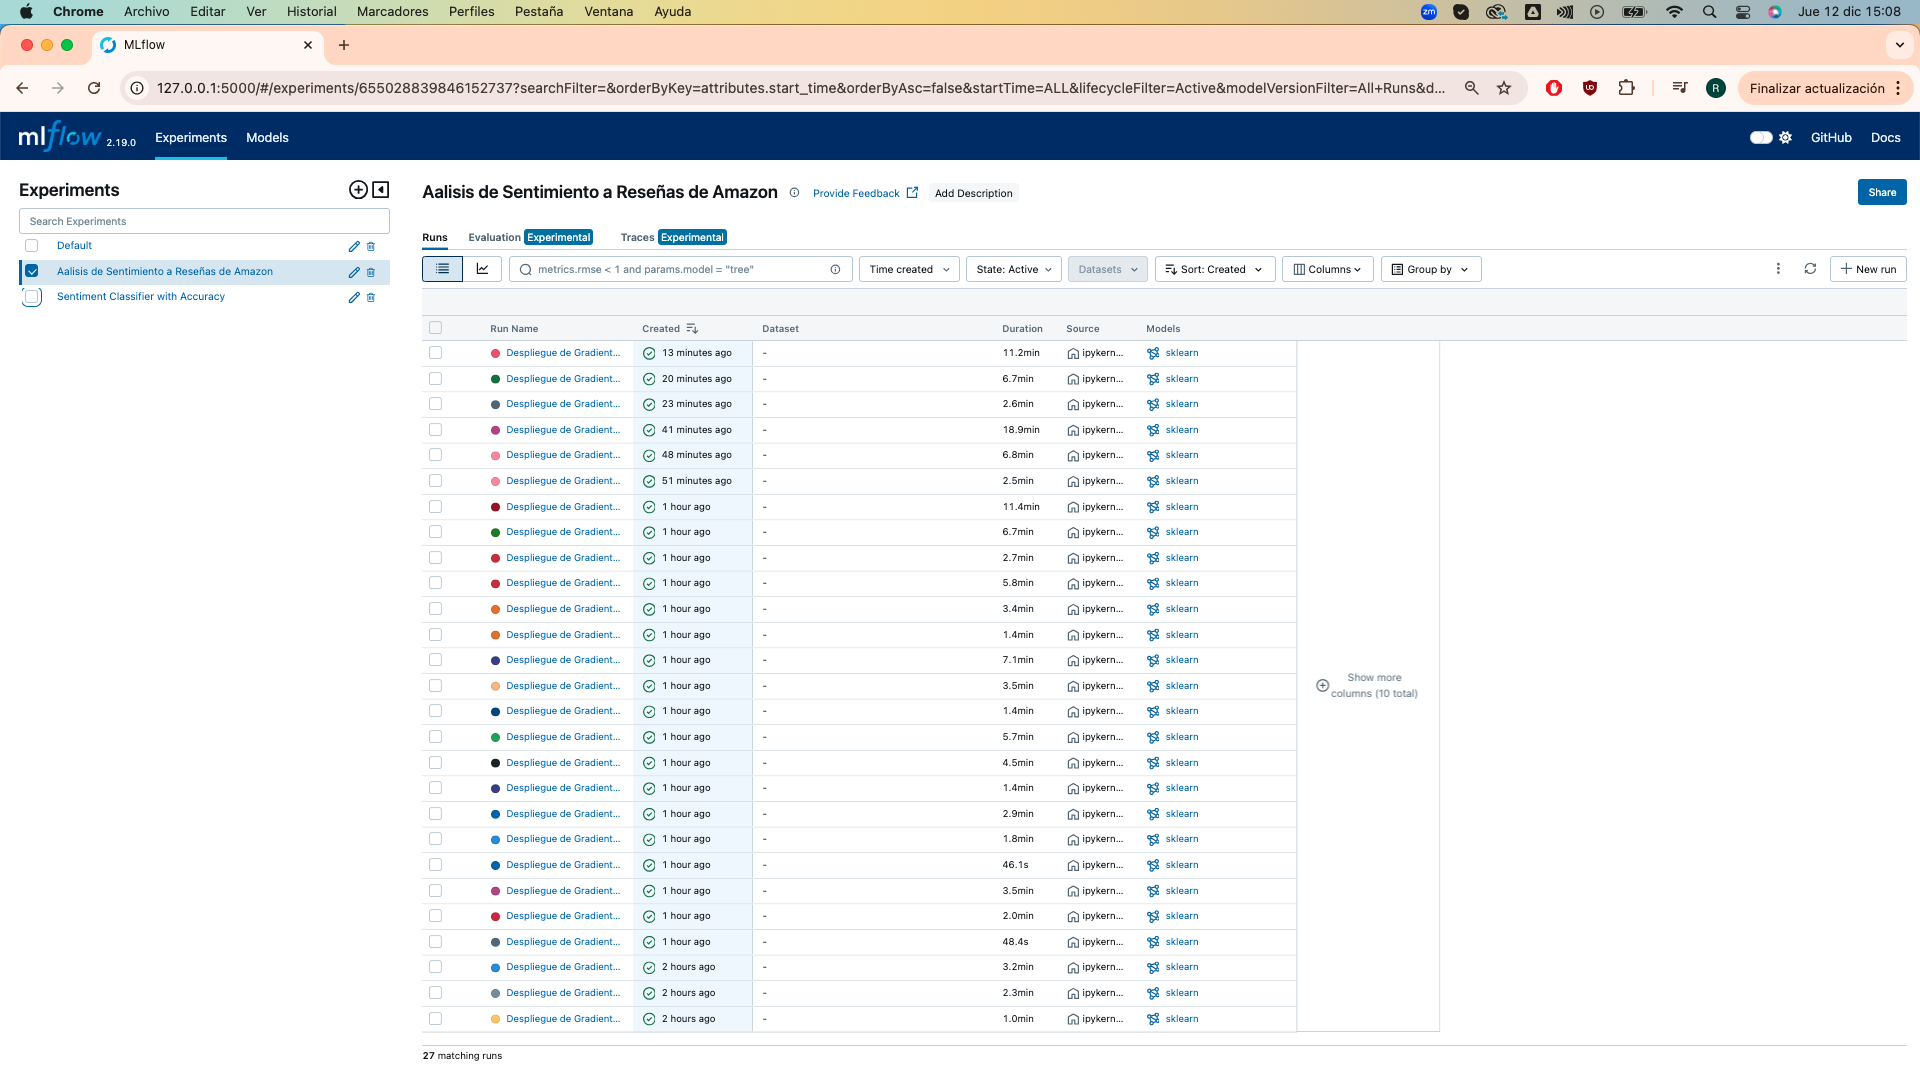 Chrome Archivo Editar Ver Historial Marcadores Perfiles Pestaña Ventana Ayuda zm Jue 12 dic 15:08
MLflow
127.0.0.1:5000/#/experiments/655028839846152737?searchFilter=&orderByKey=attributes.start_time&orderByAsc=false&startTime=ALL&lifecycleFilter=Active&modelVersionFilter=All+Runs&d... R Finalizar actualización
mlflow 2.19.0 Experiments Models GitHub Docs
Experiments
Search Experiments
Default
Aalisis de Sentimiento a Reseñas de Amazon
Sentiment Classifier with Accuracy
Aalisis de Sentimiento a Reseñas de Amazon Provide Feedback Add Description Share
Runs Evaluation Experimental Traces Experimental
metrics.rmse < 1 and params.model = "tree" Time created State: Active Datasets Sort: Created Columns Group by New run
Run Name Created Dataset Duration Source Models
Despliegue de Gradient... 13 minutes ago - 11.2min ipykern... sklearn
Despliegue de Gradient... 20 minutes ago - 6.7min ipykern... sklearn
Despliegue de Gradient... 23 minutes ago - 2.6min ipykern... sklearn
Despliegue de Gradient... 41 minutes ago - 18.9min ipykern... sklearn
Despliegue de Gradient... 48 minutes ago - 6.8min ipykern... sklearn
Despliegue de Gradient... 51 minutes ago - 2.5min ipykern... sklearn
Despliegue de Gradient... 1 hour ago - 11.4min ipykern... sklearn
Despliegue de Gradient... 1 hour ago - 6.7min ipykern... sklearn
Despliegue de Gradient... 1 hour ago - 2.7min ipykern... sklearn
Despliegue de Gradient... 1 hour ago - 5.8min ipykern... sklearn
Despliegue de Gradient... 1 hour ago - 3.4min ipykern... sklearn
Despliegue de Gradient... 1 hour ago - 1.4min ipykern... sklearn
Despliegue de Gradient... 1 hour ago - 7.1min ipykern... sklearn
Despliegue de Gradient... 1 hour ago - 3.5min ipykern... sklearn
Despliegue de Gradient... 1 hour ago - 1.4min ipykern... sklearn
Despliegue de Gradient... 1 hour ago - 5.7min ipykern... sklearn
Despliegue de Gradient... 1 hour ago - 4.5min ipykern... sklearn
Despliegue de Gradient... 1 hour ago - 1.4min ipykern... sklearn
Despliegue de Gradient... 1 hour ago - 2.9min ipykern... sklearn
Despliegue de Gradient... 1 hour ago - 1.8min ipykern... sklearn
Despliegue de Gradient... 1 hour ago - 46.1s ipykern... sklearn
Despliegue de Gradient... 1 hour ago - 3.5min ipykern... sklearn
Despliegue de Gradient... 1 hour ago - 2.0min ipykern... sklearn
Despliegue de Gradient... 1 hour ago - 48.4s ipykern... sklearn
Despliegue de Gradient... 2 hours ago - 3.2min ipykern... sklearn
Despliegue de Gradient... 2 hours ago - 2.3min ipykern... sklearn
Despliegue de Gradient... 2 hours ago - 1.0min ipykern... sklearn
Show more
columns (10 total)
27 matching runs